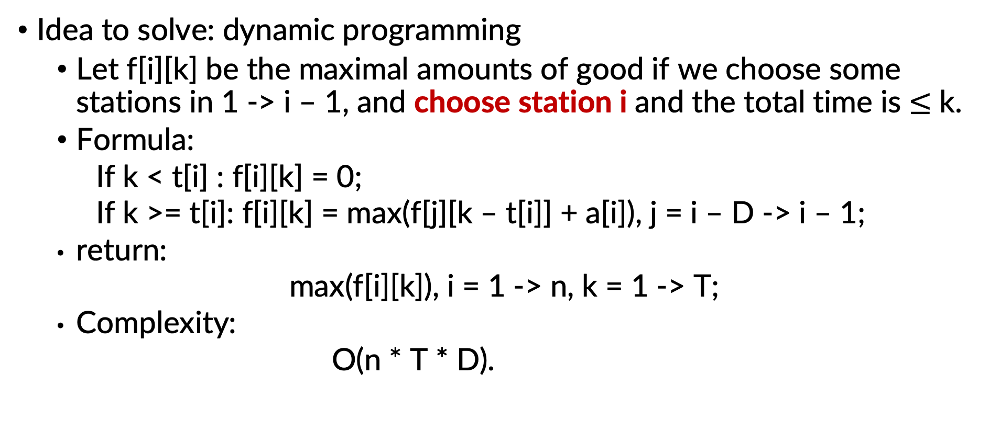 • Idea to solve: dynamic programming
• Let f[i][k] be the maximal amounts of good if we choose some
stations in 1 -> i – 1, and choose station i and the total time is ≤ k.
• Formula:
If k < t[i] : f[i][k] = 0;
If k >= t[i]: f[i][k] = max(f[j][k – t[i]] + a[i]), j = i – D -> i – 1;
• return:
max(f[i][k]), i = 1 -> n, k = 1 -> T;
• Complexity:
O(n * T * D).